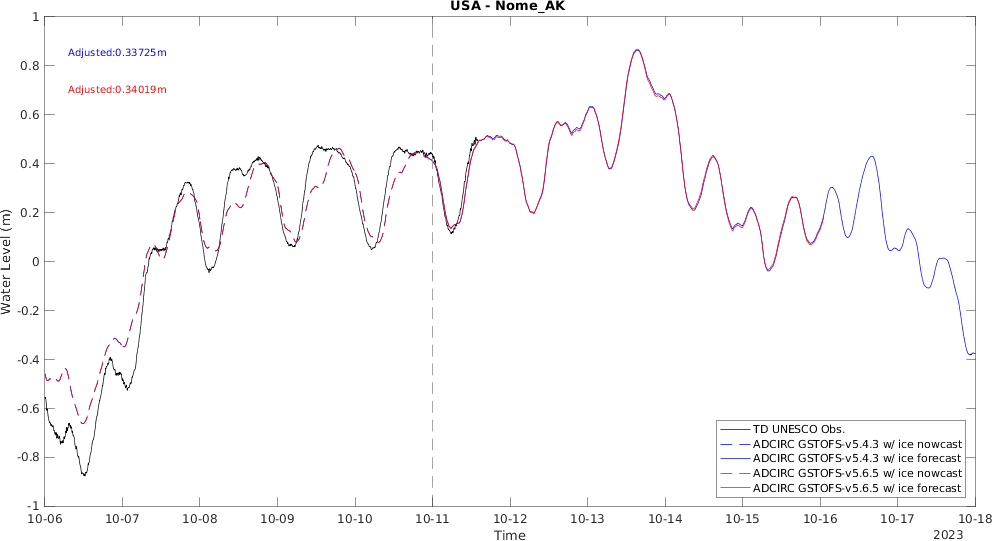 USA - Nome_AK
Adjusted:0.33725m
Adjusted:0.34019m
Water Level (m)
1
0.8
0.6
0.4
0.2
0
-0.2
-0.4
-0.6
-0.8
-1
TD UNESCO Obs.
ADCIRC GSTOFS-v5.4.3 w/ ice nowcast
ADCIRC GSTOFS-v5.4.3 w/ ice forecast
ADCIRC GSTOFS-v5.6.5 w/ ice nowcast
ADCIRC GSTOFS-v5.6.5 w/ ice forecast
10-06 10-07 10-08 10-09 10-10 10-11 10-12 10-13 10-14 10-15 10-16 10-17 10-18
Time
2023